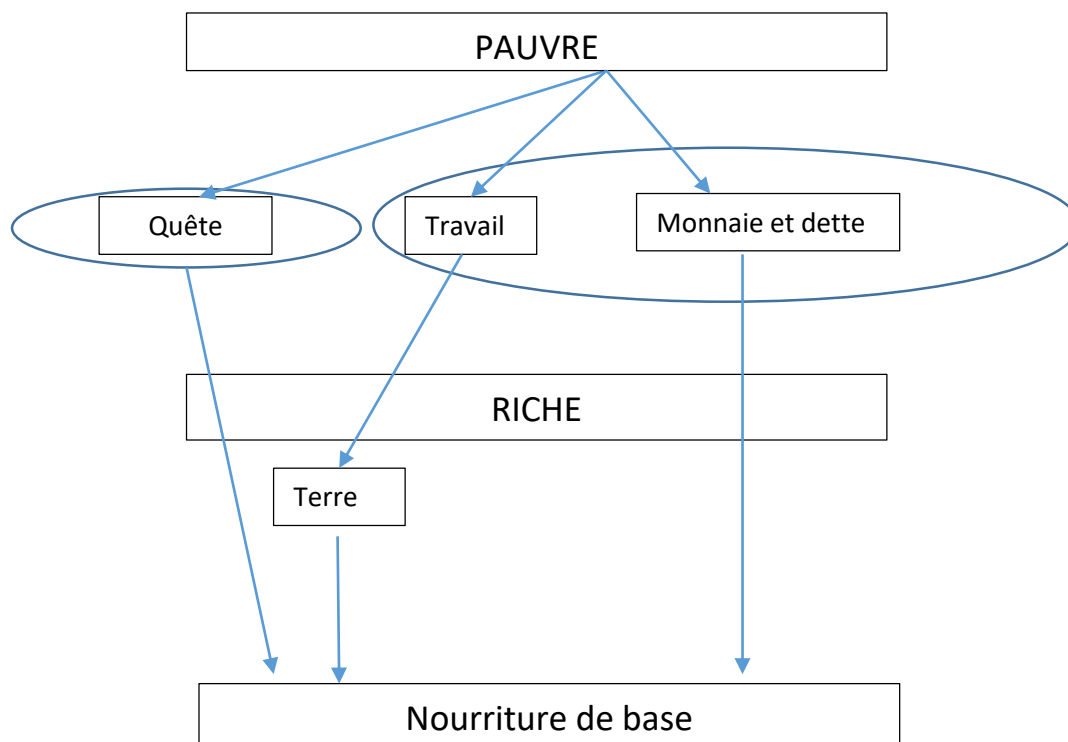 PAUVRE
Quête
Travail
Monnaie et dette
RICHE
Terre
Nourriture de base